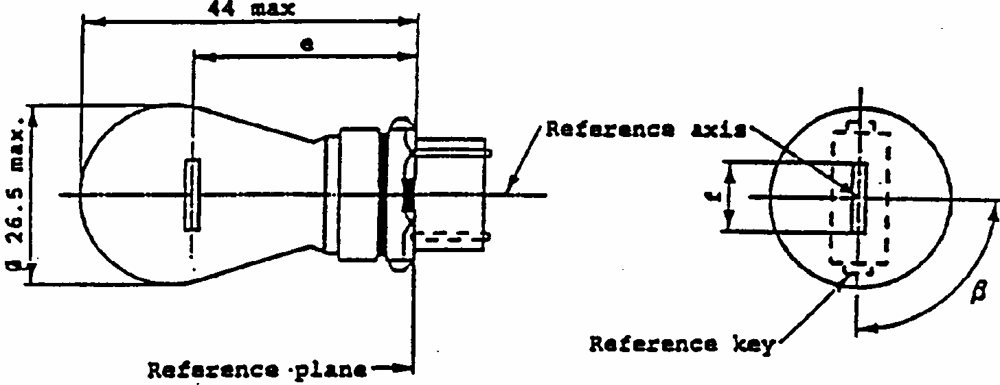 44 max
e
Ø 26.5 max.
Reference axis
f
β
Reference key
Reference plane